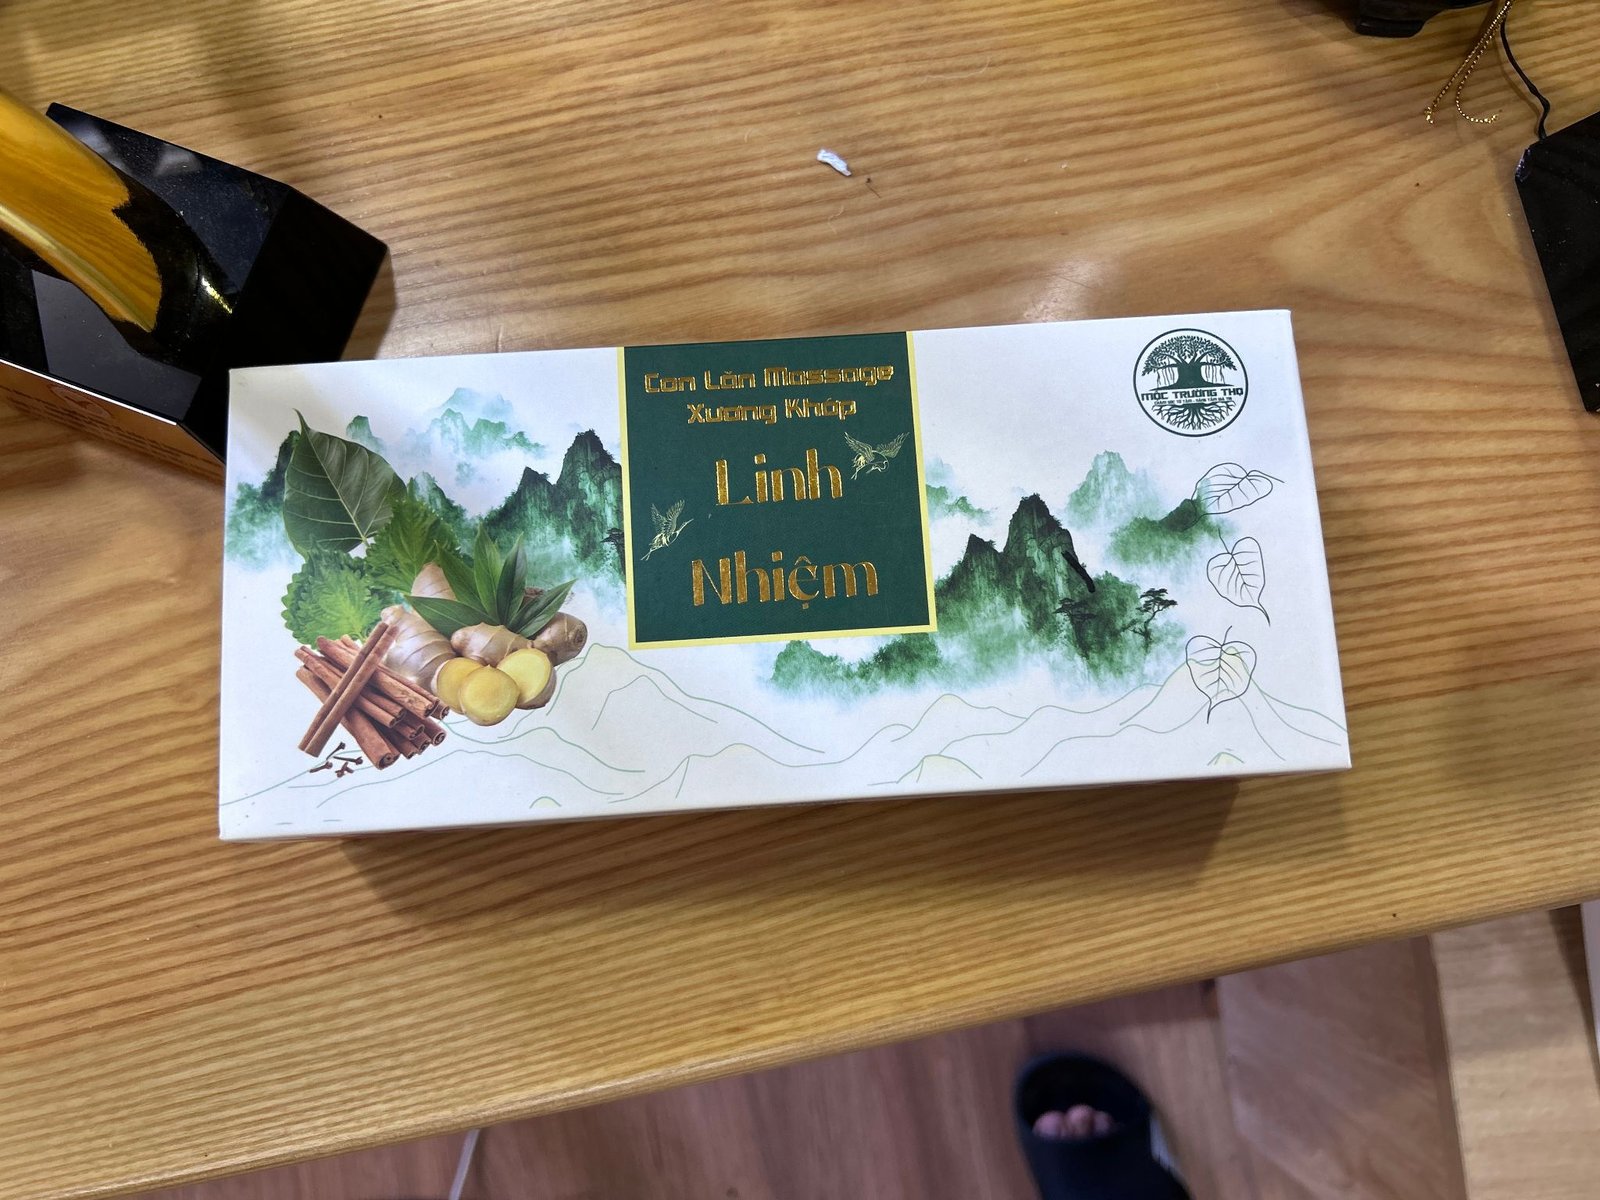 Con Lăn Massage
Xương Khớp
Linh
Nhiệm
MỘC TRƯỜNG THỌ